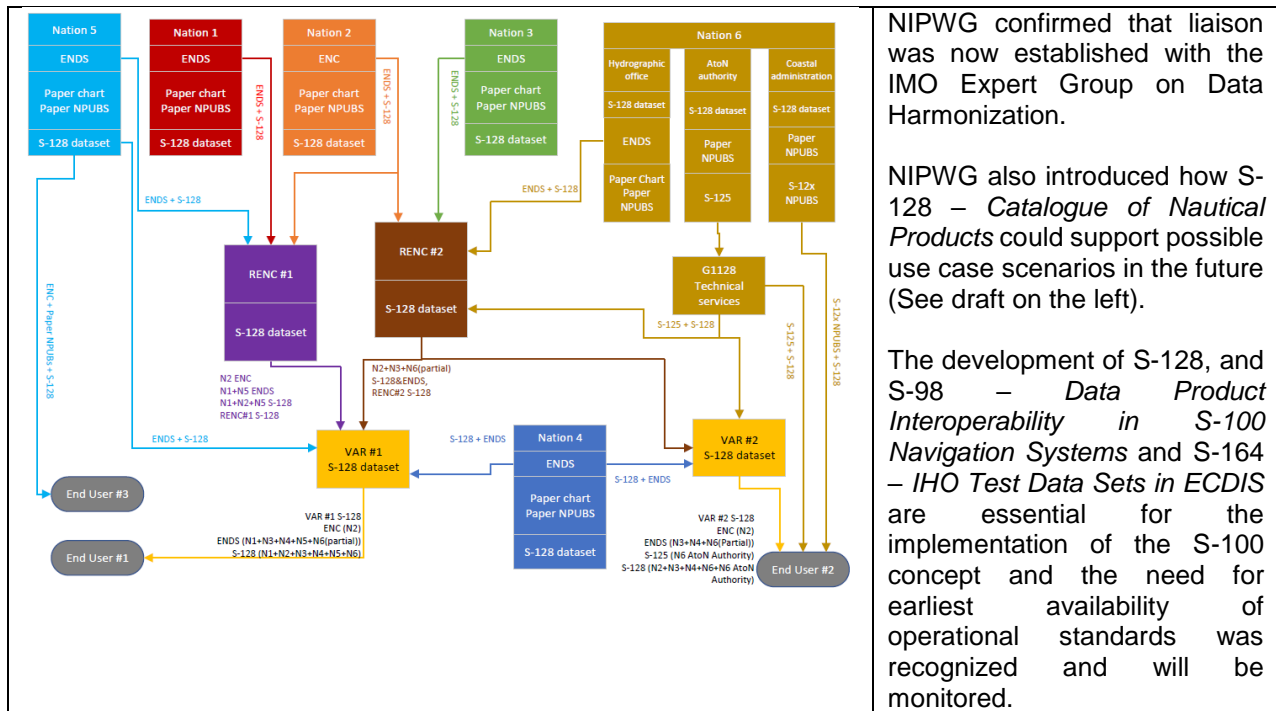 Nation 5
ENDS
Paper chart
Paper NPUBS
S-128 dataset
Nation 1
ENDS
Paper chart
Paper NPUBS
S-128 dataset
Nation 2
ENC
Paper chart
Paper NPUBS
S-128 dataset
Nation 3
ENDS
Paper chart
Paper NPUBS
S-128 dataset
Nation 6
Hydrographic
office
S-128 dataset
ENDS
Paper Chart
Paper
NPUBS
AtoN
authority
S-128 dataset
Paper
NPUBS
S-125
Coastal
administration
S-128 dataset
Paper
NPUBS
S-12x
NPUBS
ENDS + S-128
ENDS + S-128
ENDS + S-128
ENDS + S-128
ENDS + S-128
RENC #1
S-128 dataset
RENC #2
S-128 dataset
G1128
Technical
services
ENC + Paper NPUBs + S-128
S-125 + S-128
S-125 + S-128
S-12x NPUBS + S-128
N2 ENC
N1+N5 ENDS
N1+N2+N5 S-128
RENC#1 S-128
N2+N3+N6(partial)
S-128&ENDS,
RENC#2 S-128
ENDS + S-128
VAR #1
S-128 dataset
S-128 + ENDS
Nation 4
ENDS
Paper chart
Paper NPUBS
S-128 dataset
S-128 + ENDS
VAR #2
S-128 dataset
End User #3
End User #1
VAR #1 S-128
ENC (N2)
ENDS (N1+N3+N4+N5+N6(partial))
S-128 (N1+N2+N3+N4+N5+N6)
VAR #2 S-128
ENC (N2)
ENDS (N3+N4+N6(Partial))
S-125 (N6 AtoN Authority)
S-128 (N2+N3+N4+N6+N6 AtoN
Authority)
End User #2
NIPWG confirmed that liaison
was now established with the
IMO Expert Group on Data
Harmonization.
NIPWG also introduced how S-
128 – Catalogue of Nautical
Products could support possible
use case scenarios in the future
(See draft on the left).
The development of S-128, and
S-98 – Data Product
Interoperability in S-100
Navigation Systems and S-164
– IHO Test Data Sets in ECDIS
are essential for the
implementation of the S-100
concept and the need for
earliest availability of
operational standards was
recognized and will be
monitored.